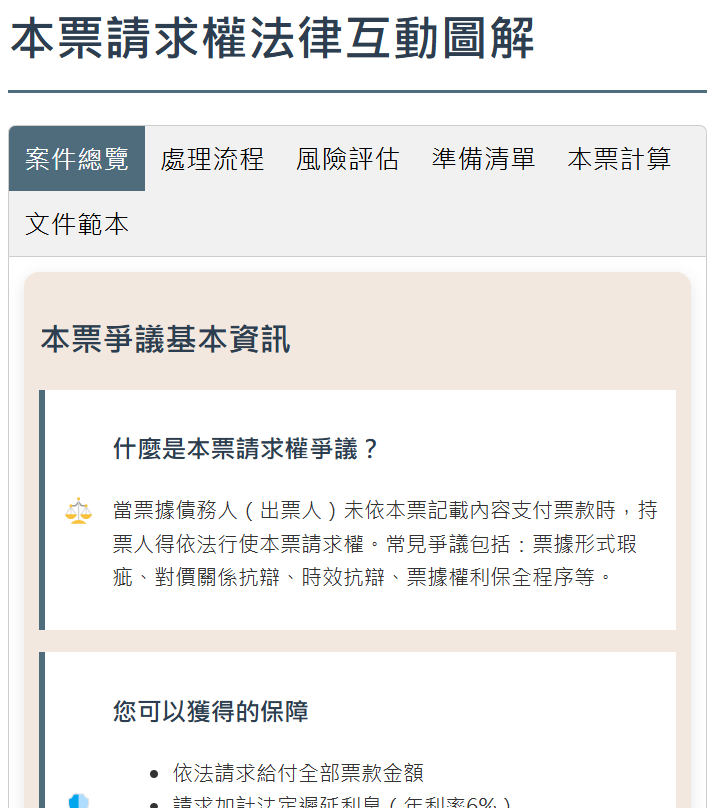 本票請求權法律互動圖解
案件總覽 處理流程 風險評估 準備清單 本票計算
文件範本
本票爭議基本資訊
什麼是本票請求權爭議？
當票據債務人（出票人）未依本票記載內容支付票款時，持
票人得依法行使本票請求權。常見爭議包括：票據形式瑕
疵、對價關係抗辯、時效抗辯、票據權利保全程序等。
您可以獲得的保障
• 依法請求給付全部票款金額
• 請求加計法定遲延利息（年利率6%）